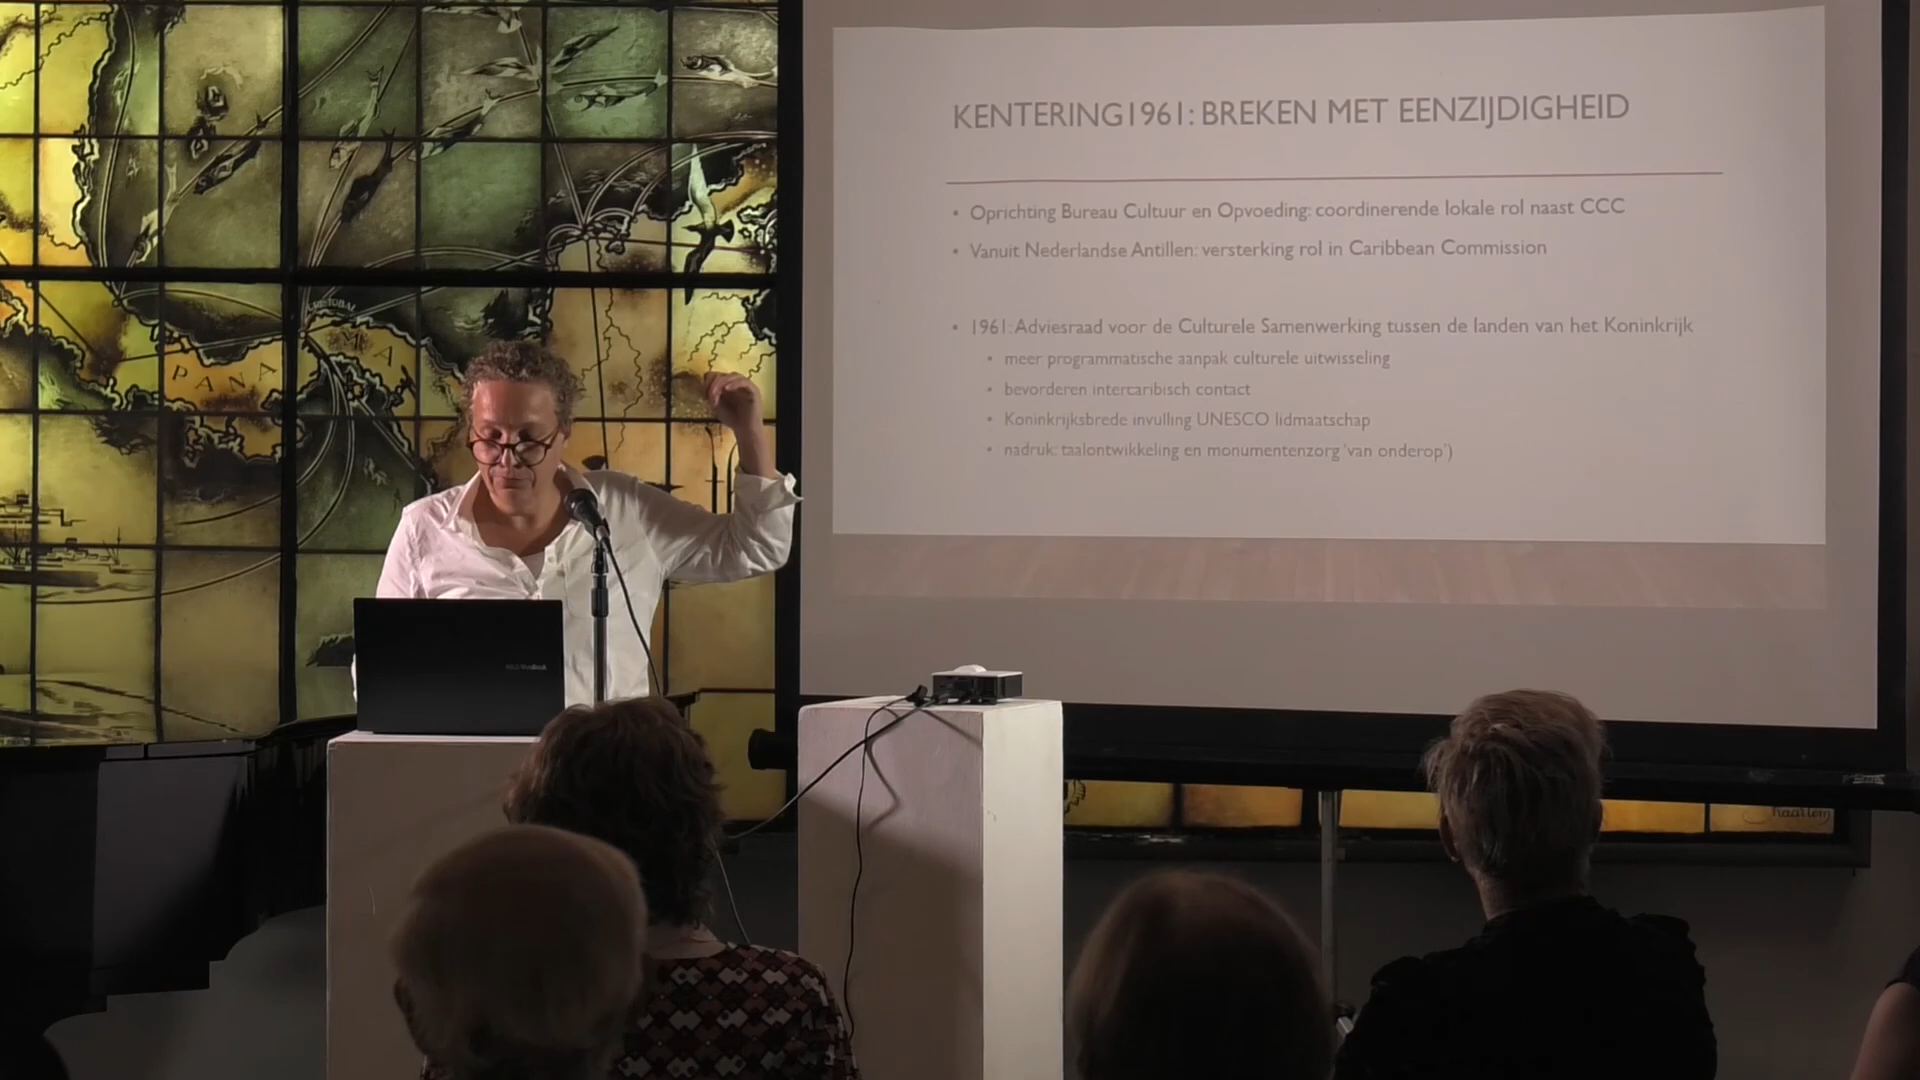 KENTERING1961: BREKEN MET EENZIJDIGHEID
• Oprichting Bureau Cultuur en Opvoeding: coordinerende lokale rol naast CCC
• Vanuit Nederlandse Antillen: versterking rol in Caribbean Commission
• 1961: Adviesraad voor de Culturele Samenwerking tussen de landen van het Koninkrijk
• meer programmatische aanpak culturele uitwisseling
• bevorderen intercaribisch contact
• Koninkrijksbrede invulling UNESCO lidmaatschap
• nadruk: taalontwikkeling en monumentenzorg 'van onderop')
CRISTOBAL
PANAMA
Haarlem